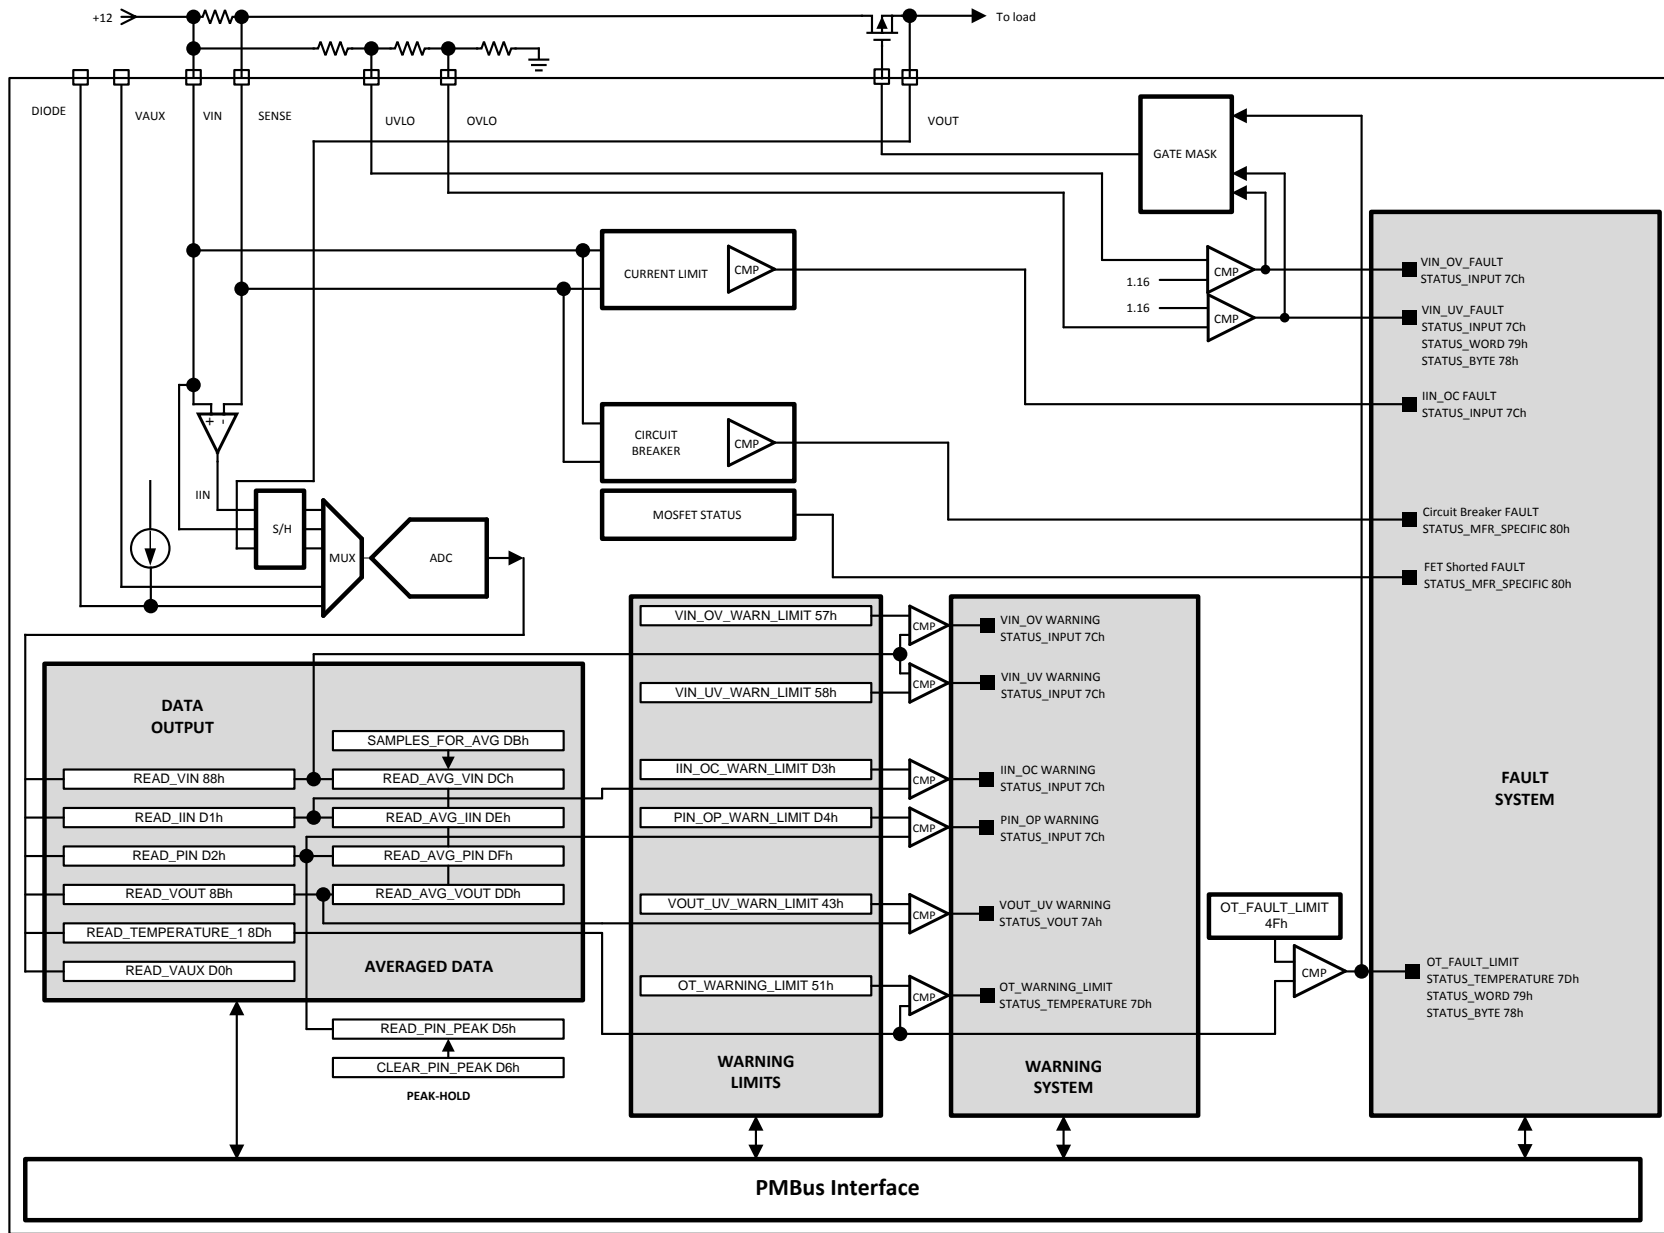 +12
To load
DIODE
VAUX
VIN
SENSE
UVLO
OVLO
VOUT
GATE MASK
CURRENT LIMIT
CMP
1.16
CMP
1.16
CMP
VIN_OV_FAULT
STATUS_INPUT 7Ch
VIN_UV_FAULT
STATUS_INPUT 7Ch
STATUS_WORD 79h
STATUS_BYTE 78h
IIN_OC FAULT
STATUS_INPUT 7Ch
+ -
CIRCUIT
BREAKER
CMP
IIN
S/H
MUX
ADC
MOSFET STATUS
Circuit Breaker FAULT
STATUS_MFR_SPECIFIC 80h
FET Shorted FAULT
STATUS_MFR_SPECIFIC 80h
VIN_OV_WARN_LIMIT 57h
CMP
VIN_OV WARNING
STATUS_INPUT 7Ch
VIN_UV_WARN_LIMIT 58h
CMP
VIN_UV WARNING
STATUS_INPUT 7Ch
DATA
OUTPUT
SAMPLES_FOR_AVG DBh
READ_VIN 88h
READ_AVG_VIN DCh
IIN_OC_WARN_LIMIT D3h
CMP
IIN_OC WARNING
STATUS_INPUT 7Ch
FAULT
SYSTEM
READ_IIN D1h
READ_AVG_IIN DEh
PIN_OP_WARN_LIMIT D4h
CMP
PIN_OP WARNING
STATUS_INPUT 7Ch
READ_PIN D2h
READ_AVG_PIN DFh
READ_VOUT 8Bh
READ_AVG_VOUT DDh
VOUT_UV_WARN_LIMIT 43h
CMP
VOUT_UV WARNING
STATUS_VOUT 7Ah
OT_FAULT_LIMIT
4Fh
READ_TEMPERATURE_1 8Dh
READ_VAUX D0h
AVERAGED DATA
OT_WARNING_LIMIT 51h
CMP
OT_WARNING_LIMIT
STATUS_TEMPERATURE 7Dh
CMP
OT_FAULT_LIMIT
STATUS_TEMPERATURE 7Dh
STATUS_WORD 79h
STATUS_BYTE 78h
READ_PIN_PEAK D5h
CLEAR_PIN_PEAK D6h
PEAK-HOLD
WARNING
LIMITS
WARNING
SYSTEM
PMBus Interface